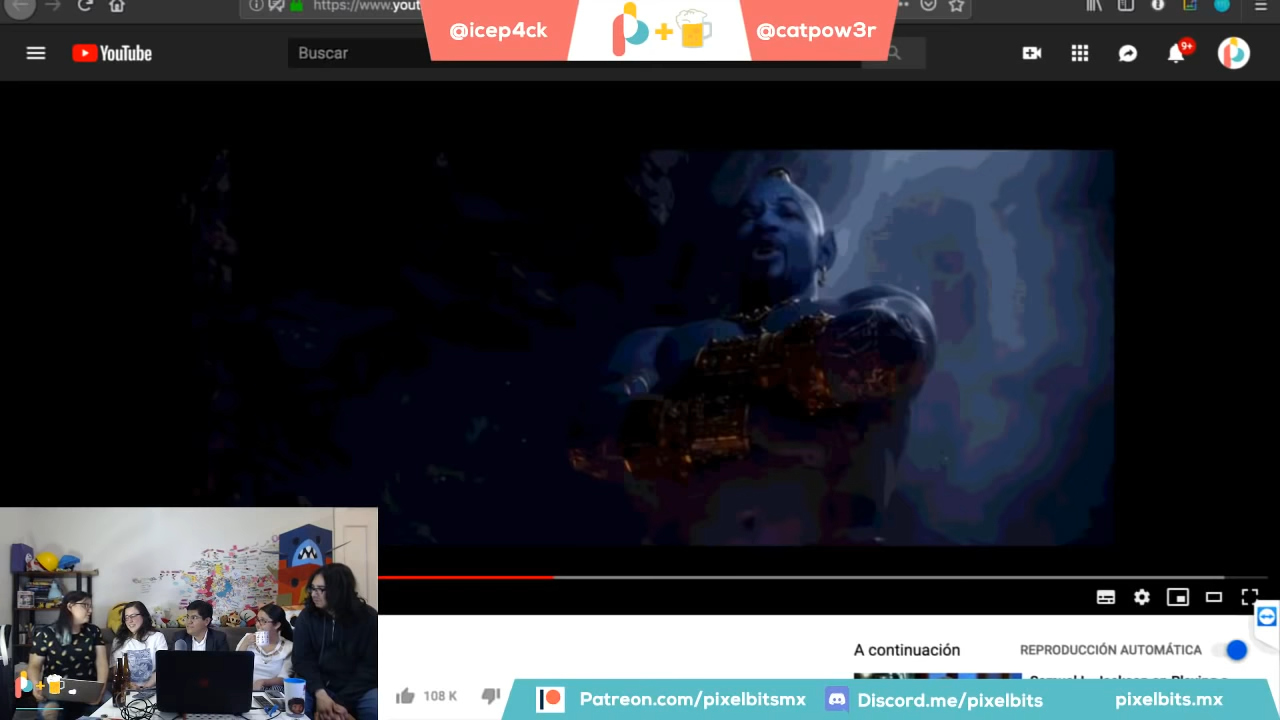 https://www.yout
@icep4ck
@catpow3r
YouTube
Buscar
9+
A continuación
REPRODUCCIÓN AUTOMÁTICA
108 K
Patreon.com/pixelbitsmx
Discord.me/pixelbits
pixelbits.mx